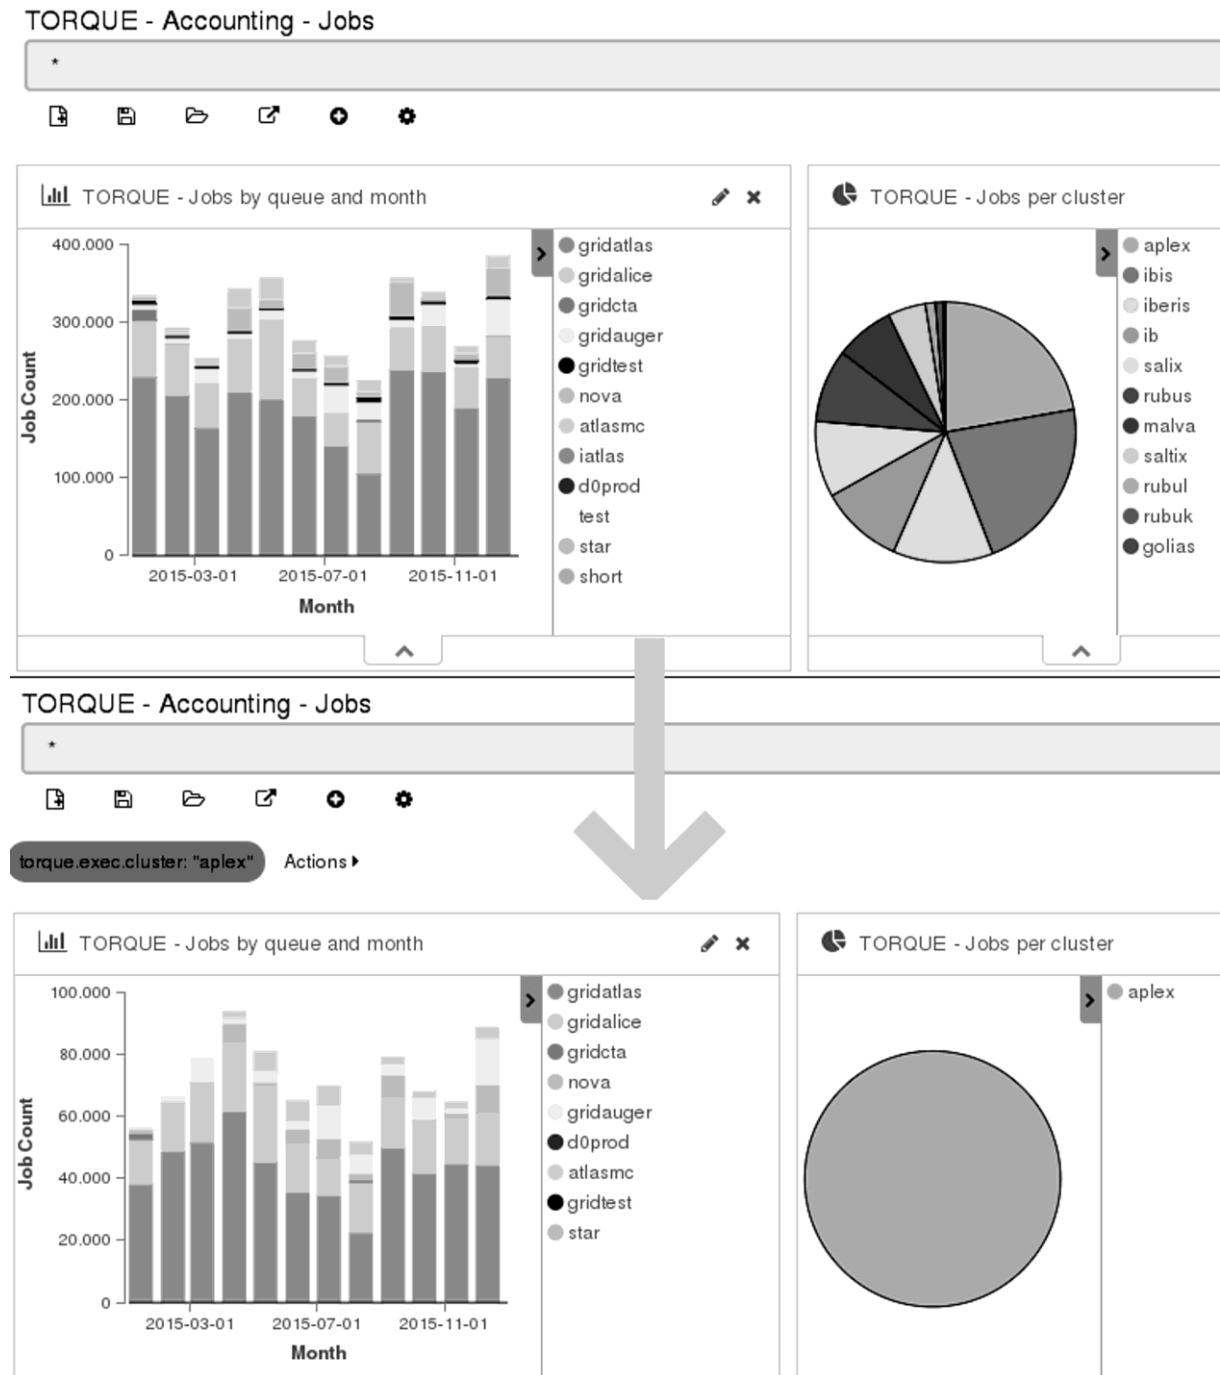 TORQUE - Accounting - Jobs
*
TORQUE - Jobs by queue and month
400.000
300.000
200.000
100.000
0
Job Count
2015-03-01
2015-07-01
2015-11-01
Month
gridatlas
gridalice
gridcta
gridauger
gridtest
nova
atlasmc
iatlas
d0prod
test
star
short
TORQUE - Jobs per cluster
aplex
ibis
iberis
ib
salix
rubus
malva
saltix
rubul
rubuk
golias
TORQUE - Accounting - Jobs
*
torque.exec.cluster: "aplex"
Actions
TORQUE - Jobs by queue and month
100.000
80.000
60.000
40.000
20.000
0
Job Count
2015-03-01
2015-07-01
2015-11-01
Month
gridatlas
gridalice
gridcta
nova
gridauger
d0prod
atlasmc
gridtest
star
TORQUE - Jobs per cluster
aplex